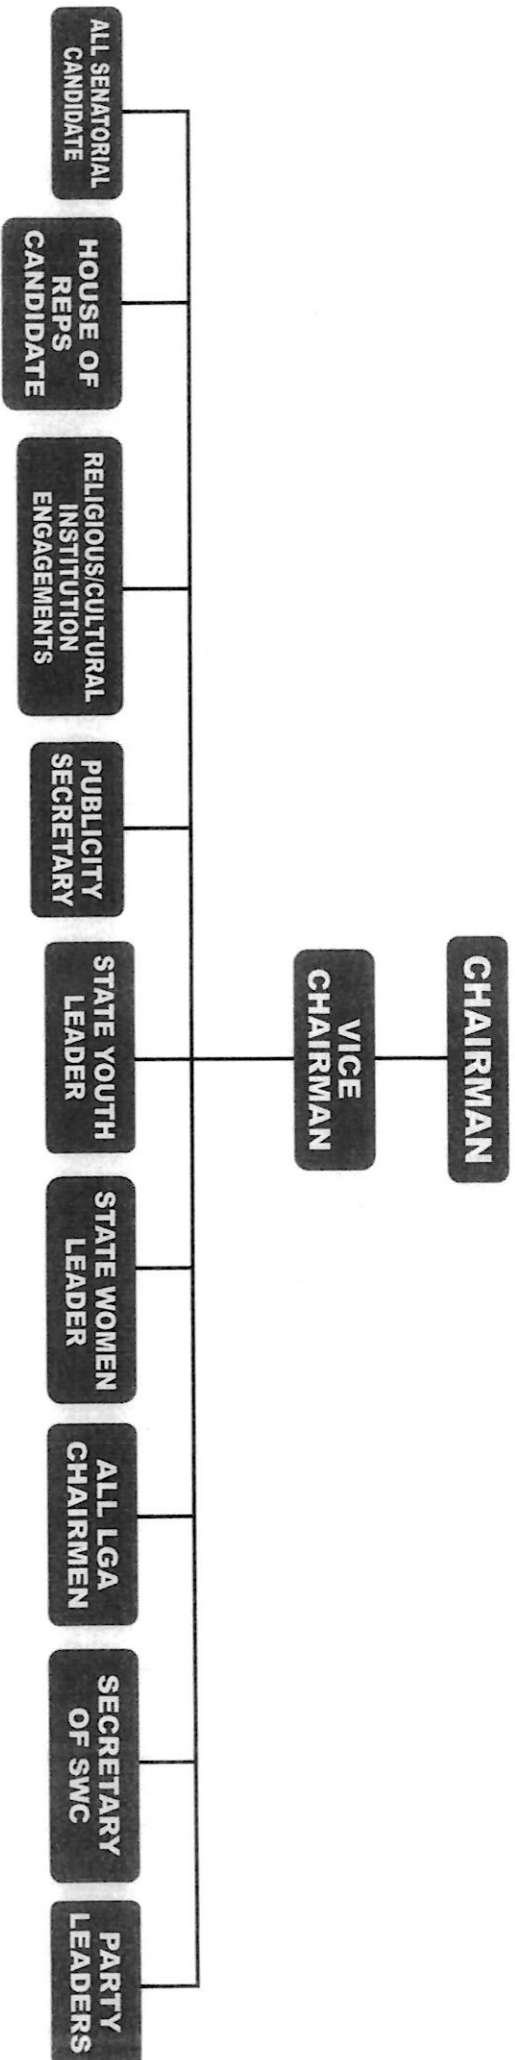 CHAIRMAN
VICE
CHAIRMAN
ALL SENATORIAL
CANDIDATE
HOUSE OF
REPS
CANDIDATE
RELIGIOUS/CULTURAL
INSTITUTION
ENGAGEMENTS
PUBLICITY
SECRETARY
STATE YOUTH
LEADER
STATE WOMEN
LEADER
ALL LGA
CHAIRMEN
SECRETARY
OF SWC
PARTY
LEADERS